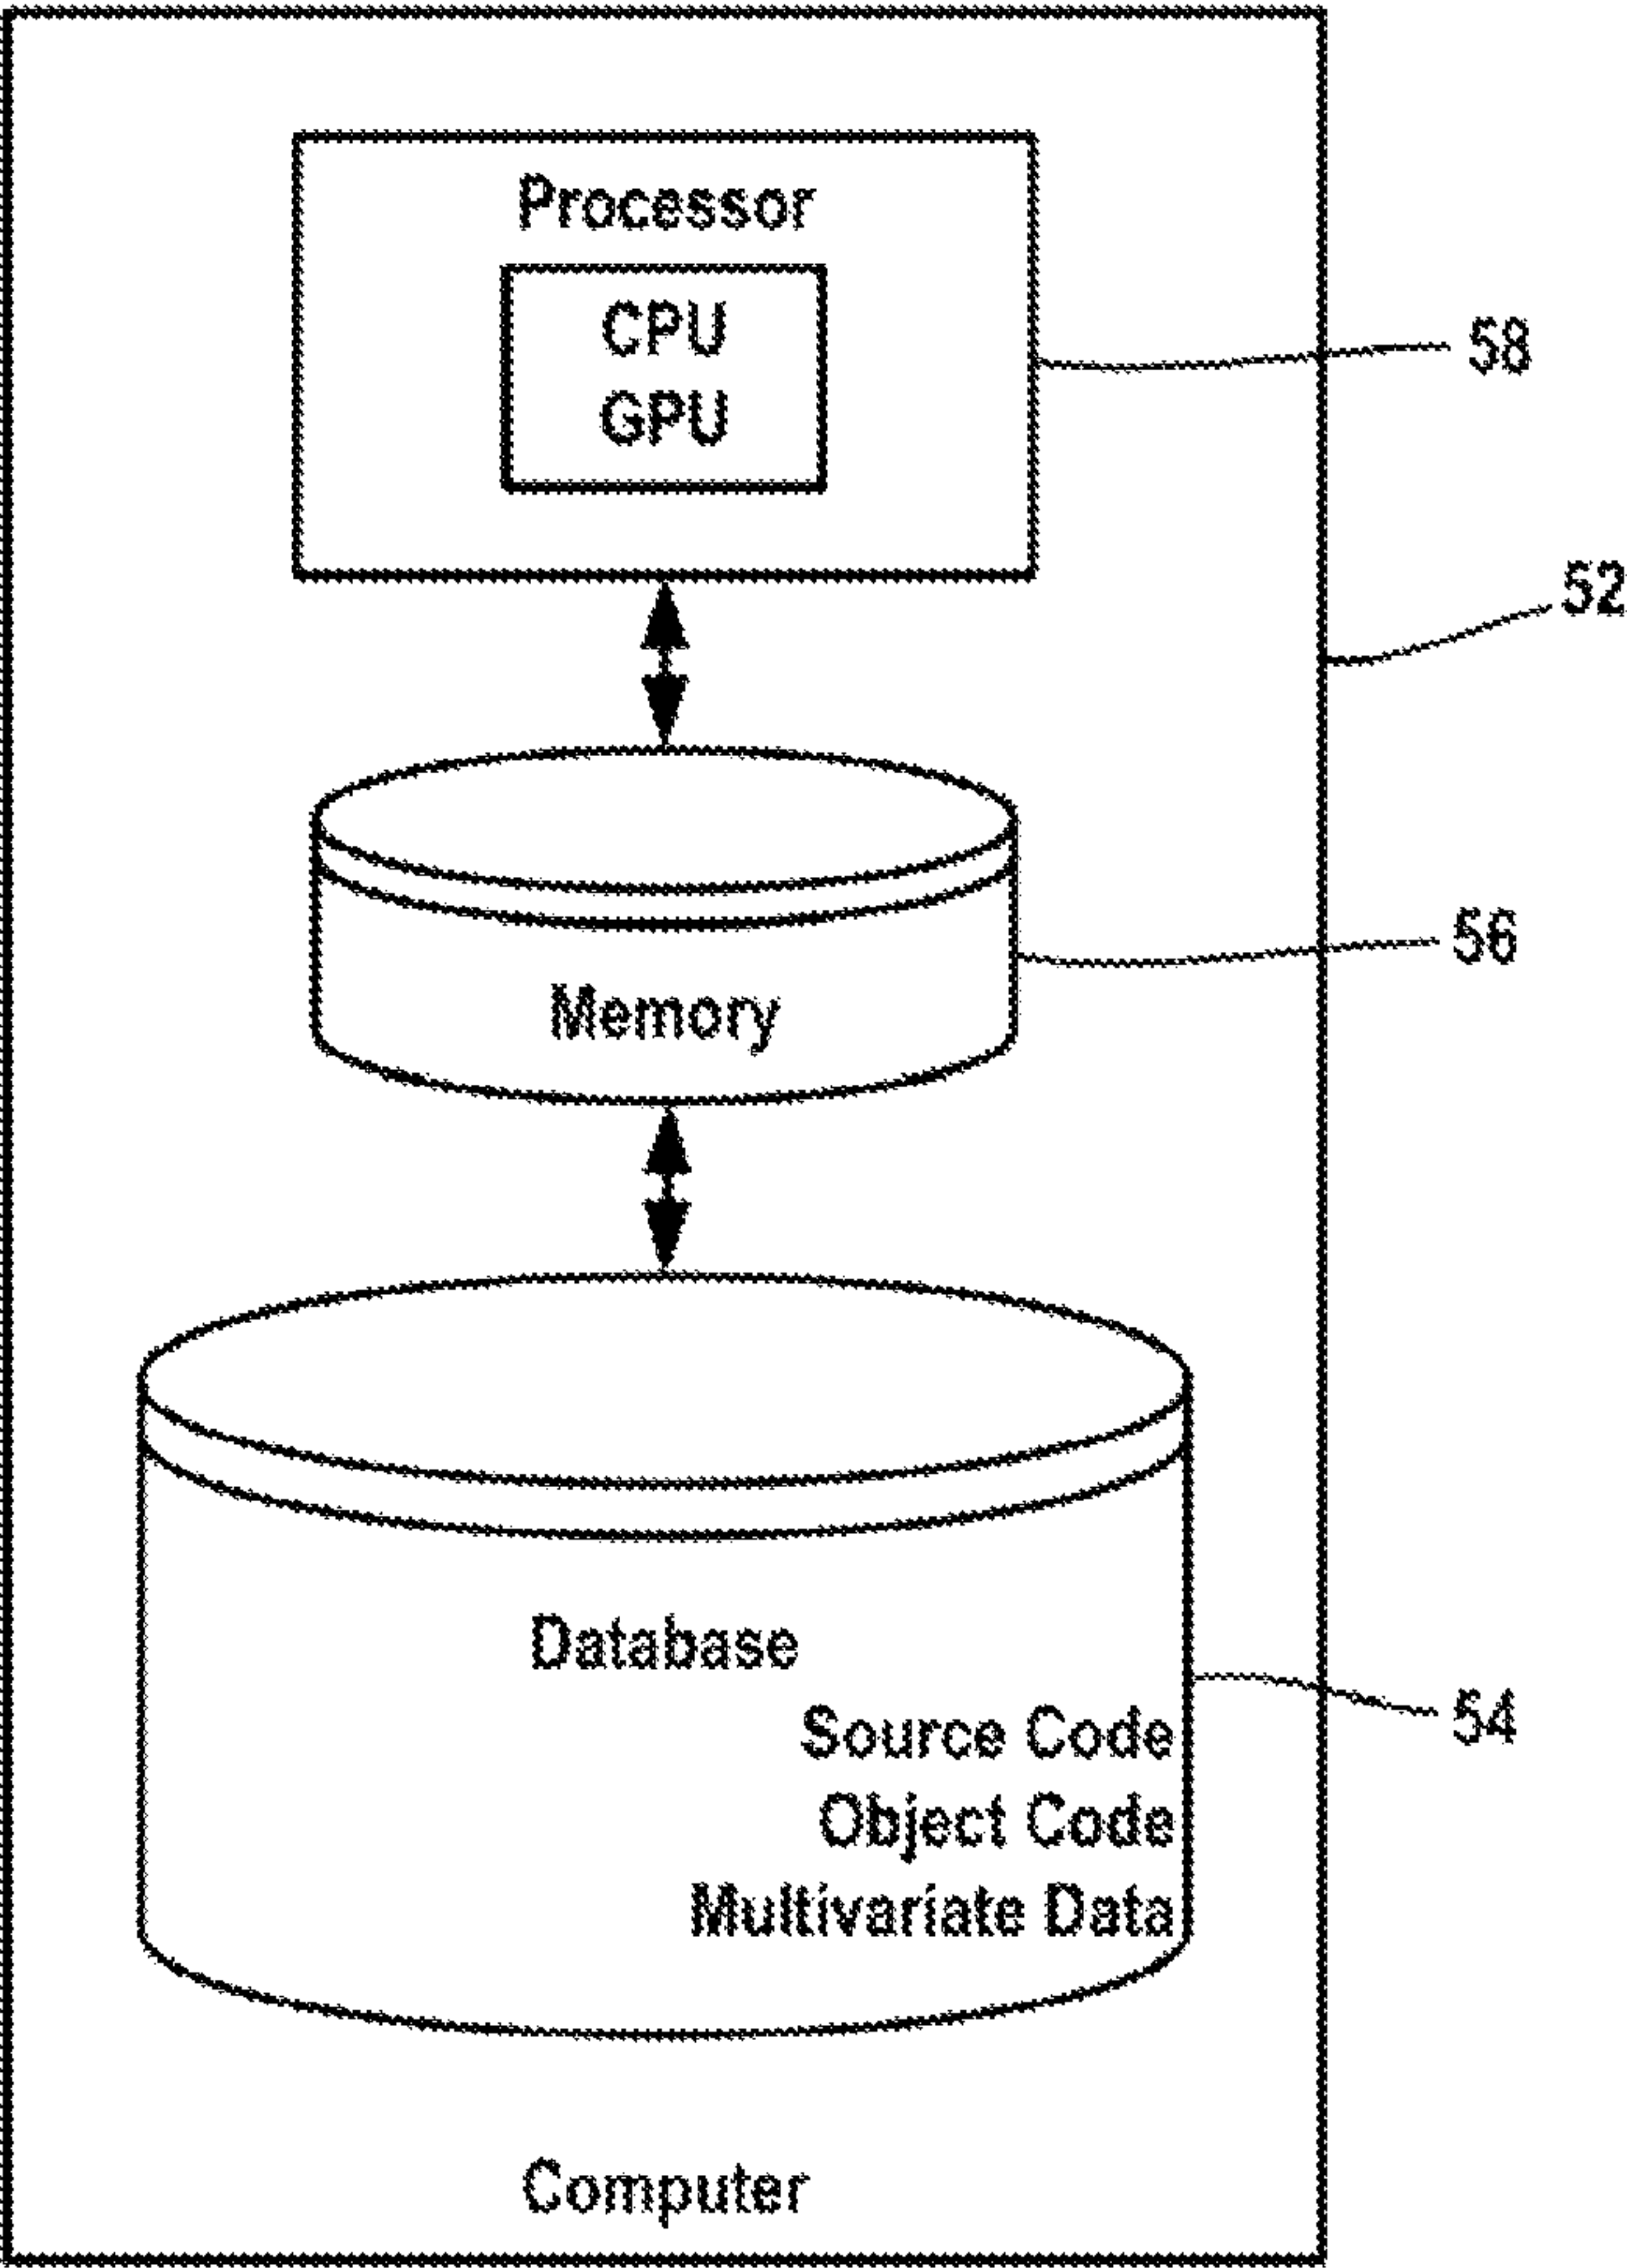 Processor
CPU
GPU
58
52
56
Memory
Database
Source Code
54
Object Code
Multivariate Data
Computer